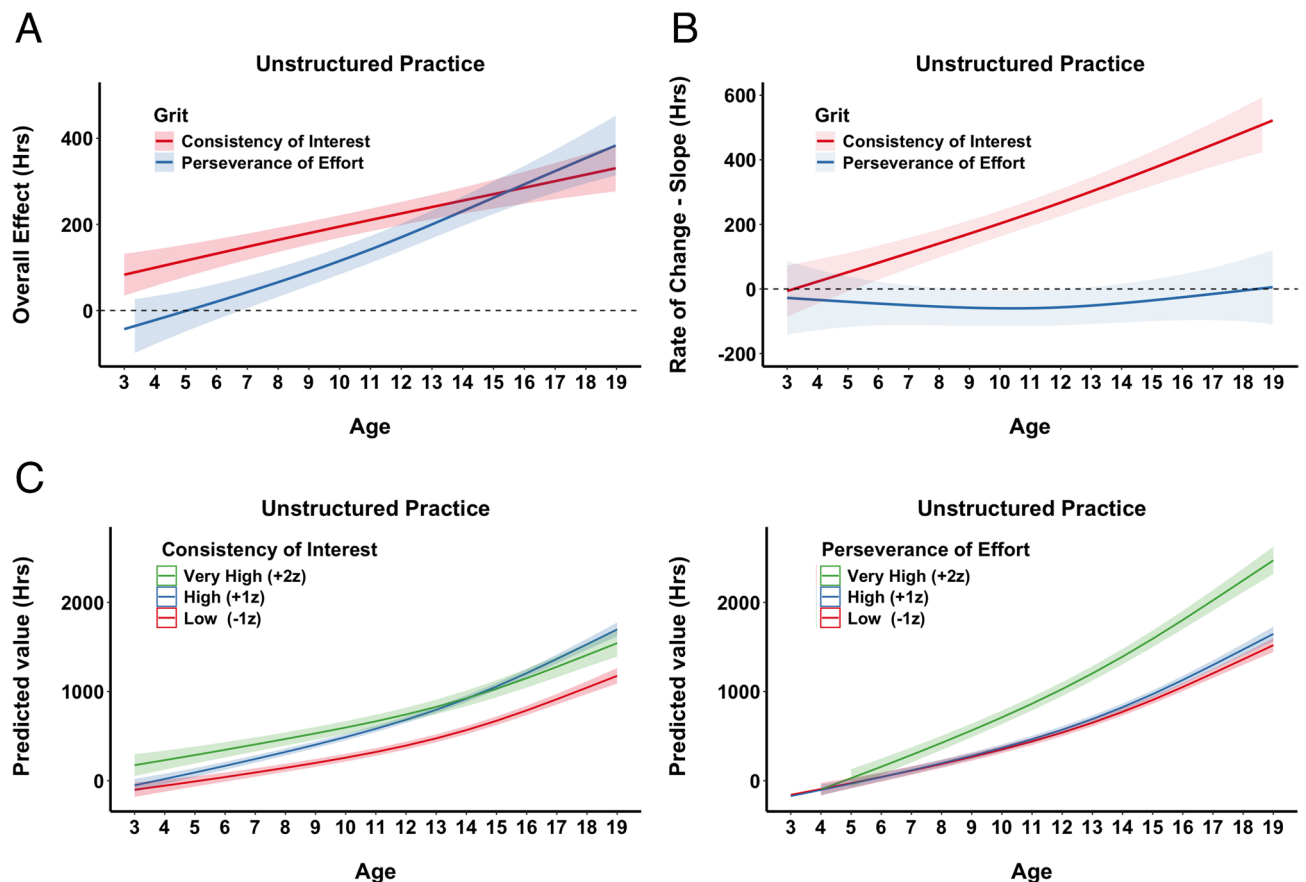 A
Unstructured Practice
Overall Effect (Hrs)
Grit
Consistency of Interest
Perseverance of Effort
400
200
0
3 4 5 6 7 8 9 10 11 12 13 14 15 16 17 18 19
Age
B
Unstructured Practice
Rate of Change - Slope (Hrs)
Grit
Consistency of Interest
Perseverance of Effort
600
400
200
0
-200
3 4 5 6 7 8 9 10 11 12 13 14 15 16 17 18 19
Age
C
Unstructured Practice
Predicted value (Hrs)
Consistency of Interest
Very High (+2z)
High (+1z)
Low (-1z)
2000
1000
0
3 4 5 6 7 8 9 10 11 12 13 14 15 16 17 18 19
Age
Unstructured Practice
Predicted value (Hrs)
Perseverance of Effort
Very High (+2z)
High (+1z)
Low (-1z)
2000
1000
0
3 4 5 6 7 8 9 10 11 12 13 14 15 16 17 18 19
Age